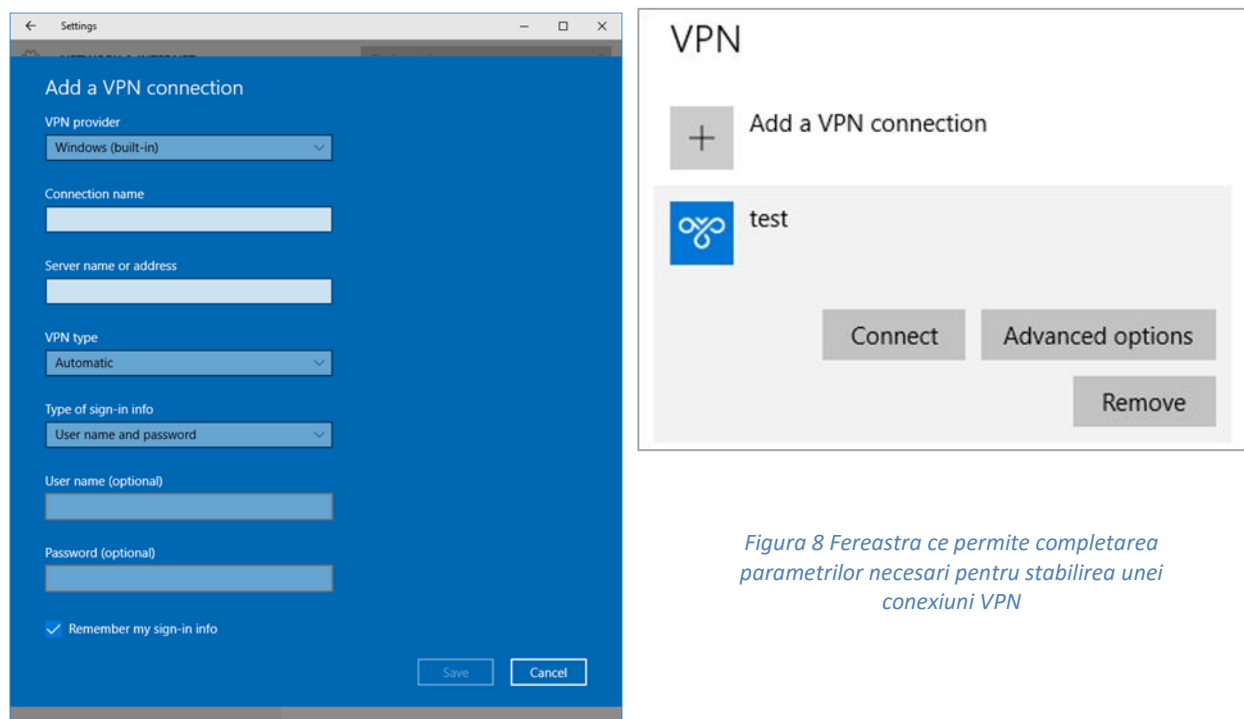 Settings
Add a VPN connection
VPN provider
Windows (built-in)
Connection name
Server name or address
VPN type
Automatic
Type of sign-in info
User name and password
User name (optional)
Password (optional)
Remember my sign-in info
Save
Cancel
VPN
Add a VPN connection
test
Connect
Advanced options
Remove
Figura 8 Fereastra ce permite completarea
parametrilor necesari pentru stabilirea unei
conexiuni VPN